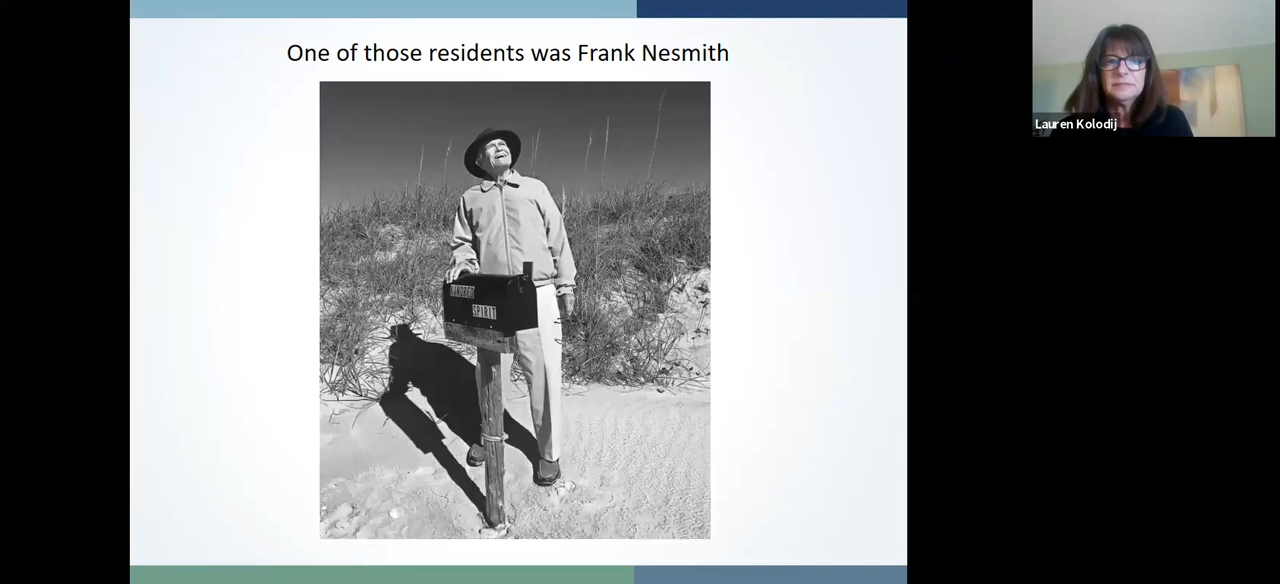 One of those residents was Frank Nesmith
Lauren Kolodij
KINDRED
SPIRIT